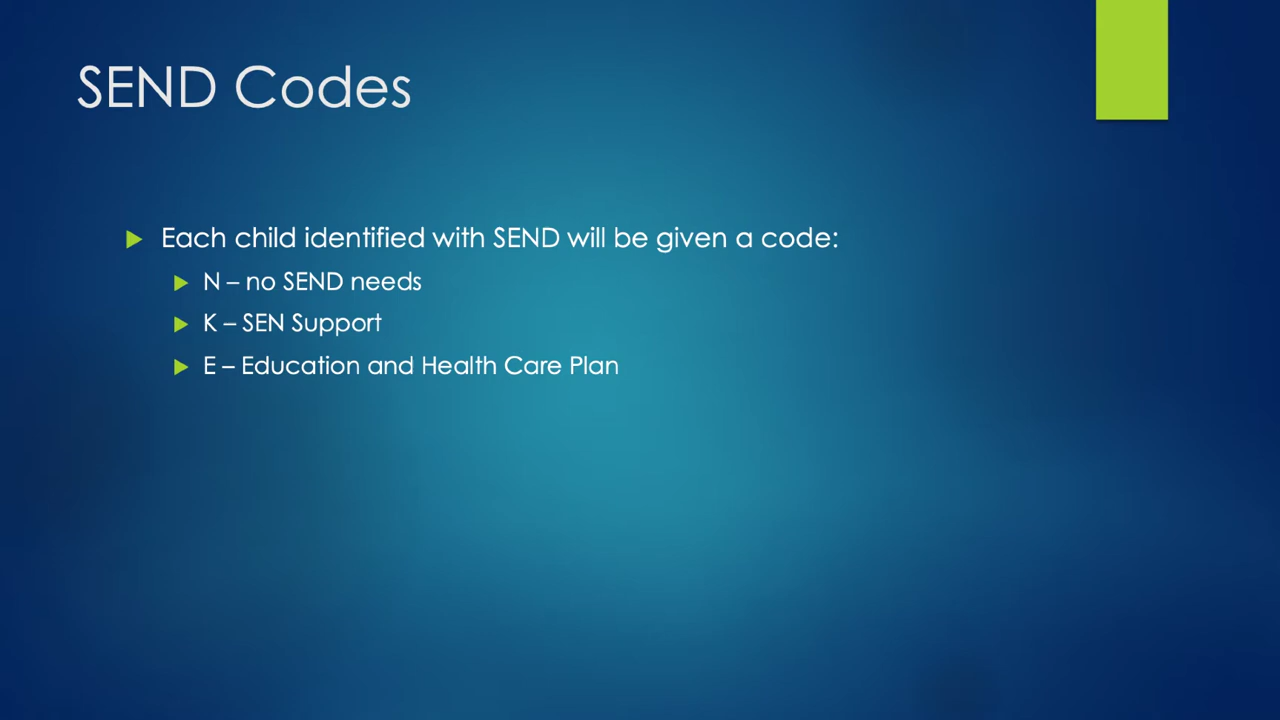 SEND Codes
Each child identified with SEND will be given a code:
N – no SEND needs
K – SEN Support
E – Education and Health Care Plan